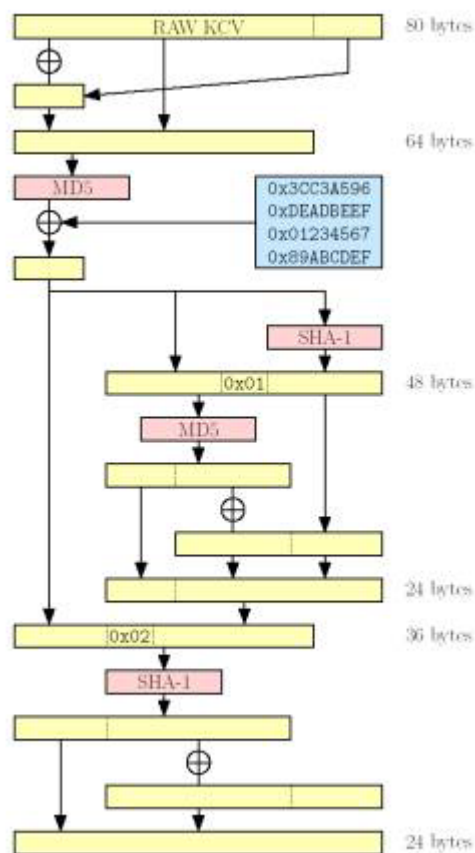 RAW KCV 80 bytes
64 bytes
MD5
0x3CC3A596
0xDEADBEEF
0x01234567
0x89ABCDEF
SHA-1
0x01 48 bytes
MD5
24 bytes
0x02 36 bytes
SHA-1
24 bytes